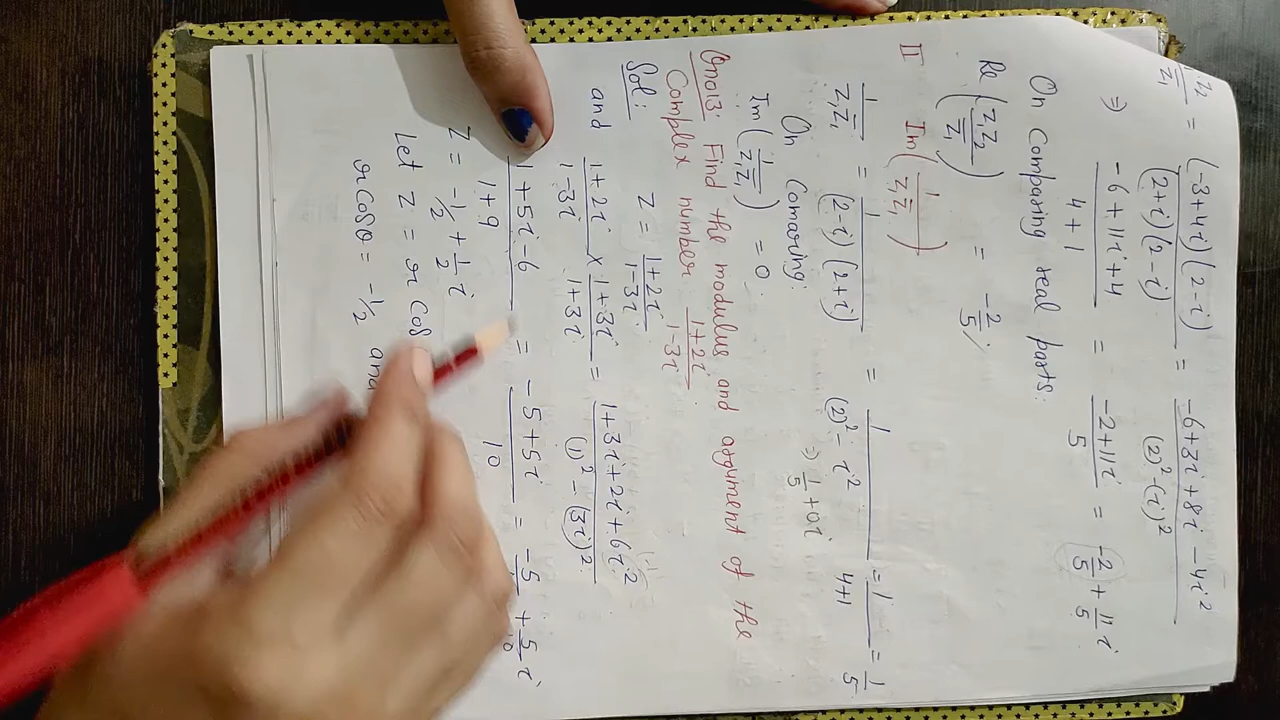 z₂/z̄₁ = (-3+4i)(2-i)/(2+i)(2-i) = -6+3i+8i-4i²/(2)²-(i)²
⇒ -6+11i+4/4+1 = -2+11i/5 = -2/5 + 11/5 i
On Comparing real parts:
Re(z₁z₂/z̄₁) = -2/5,
II Im(1/z₁z̄₁)
1/z₁z̄₁ = 1/(2-i)(2+i) = 1/(2)²-i² = 1/4+1 = 1/5
On Comaring: ⇒ 1/5+0i
Im(1/z₁z̄₁) = 0.
Qno13: Find the modulus and argument of the
Complex number 1+2i/1-3i.
Sol: z = 1+2i/1-3i.
and 1+2i/1-3i × 1+3i/1+3i = 1+3i+2i+6i²/(1)²-(3i)²
1+5i-6/1+9 = -5+5i/10 = -5/ + 5/10 i
z = -1/2 + 1/2 i
Let z = r Cos
r Cosθ = -1/2 and